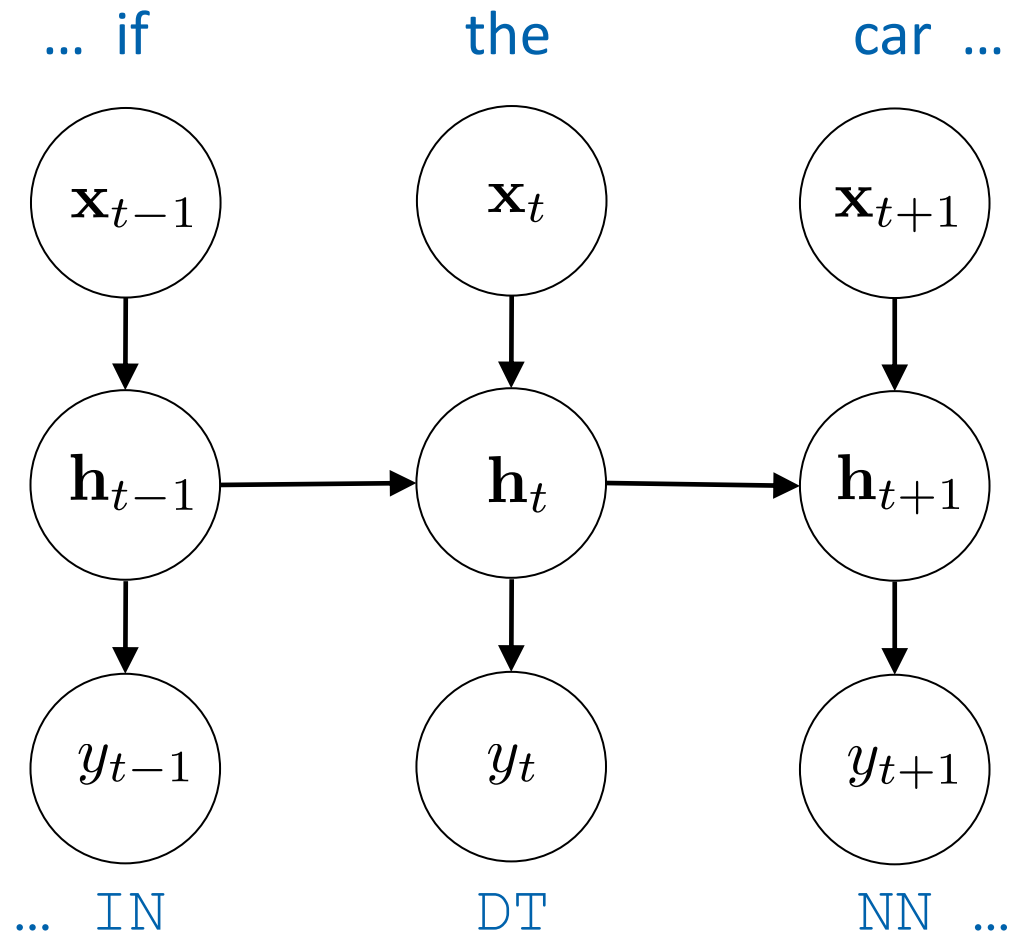 ... if the car ...
x_{t-1} x_t x_{t+1}
h_{t-1} h_t h_{t+1}
y_{t-1} y_t y_{t+1}
... IN DT NN ...